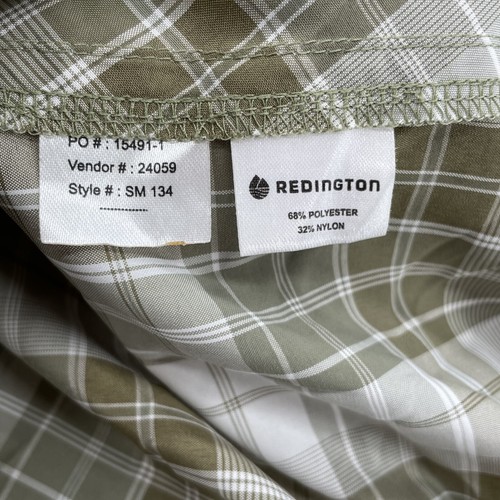 PO # : 15491-1
Vendor # : 24059
Style # : SM 134
REDINGTON
68% POLYESTER
32% NYLON